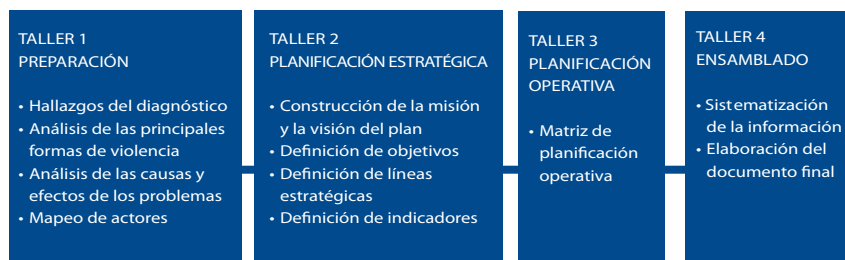 TALLER 1
PREPARACIÓN
• Hallazgos del diagnóstico
• Análisis de las principales
formas de violencia
• Análisis de las causas y
efectos de los problemas
• Mapeo de actores
TALLER 2
PLANIFICACIÓN ESTRATÉGICA
• Construcción de la misión
y la visión del plan
• Definición de objetivos
• Definición de líneas
estratégicas
• Definición de indicadores
TALLER 3
PLANIFICACIÓN
OPERATIVA
• Matriz de
planificación
operativa
TALLER 4
ENSAMBLADO
• Sistematización
de la información
• Elaboración del
documento final